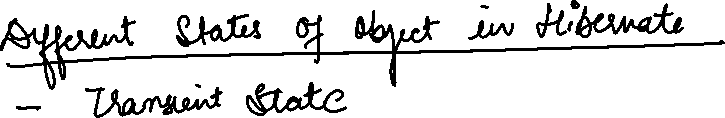 Different States of Object in Hibernate
- Transient State